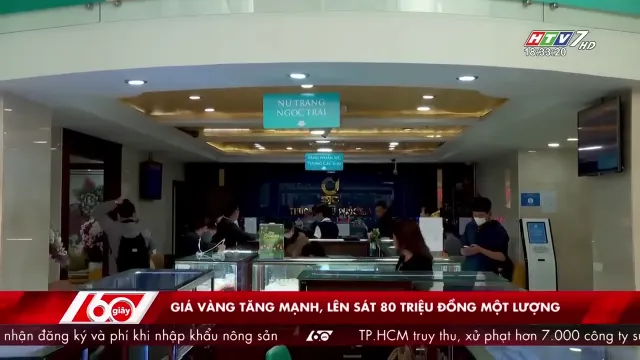 HTV7 HD
18:33:20
NỮ TRANG
NGỌC TRAI
60 giây
GIÁ VÀNG TĂNG MẠNH, LÊN SÁT 80 TRIỆU ĐỒNG MỘT LƯỢNG
nhận đăng ký và phí khi nhập khẩu nông sản
60
TP.HCM truy thu, xử phạt hơn 7.000 công ty s